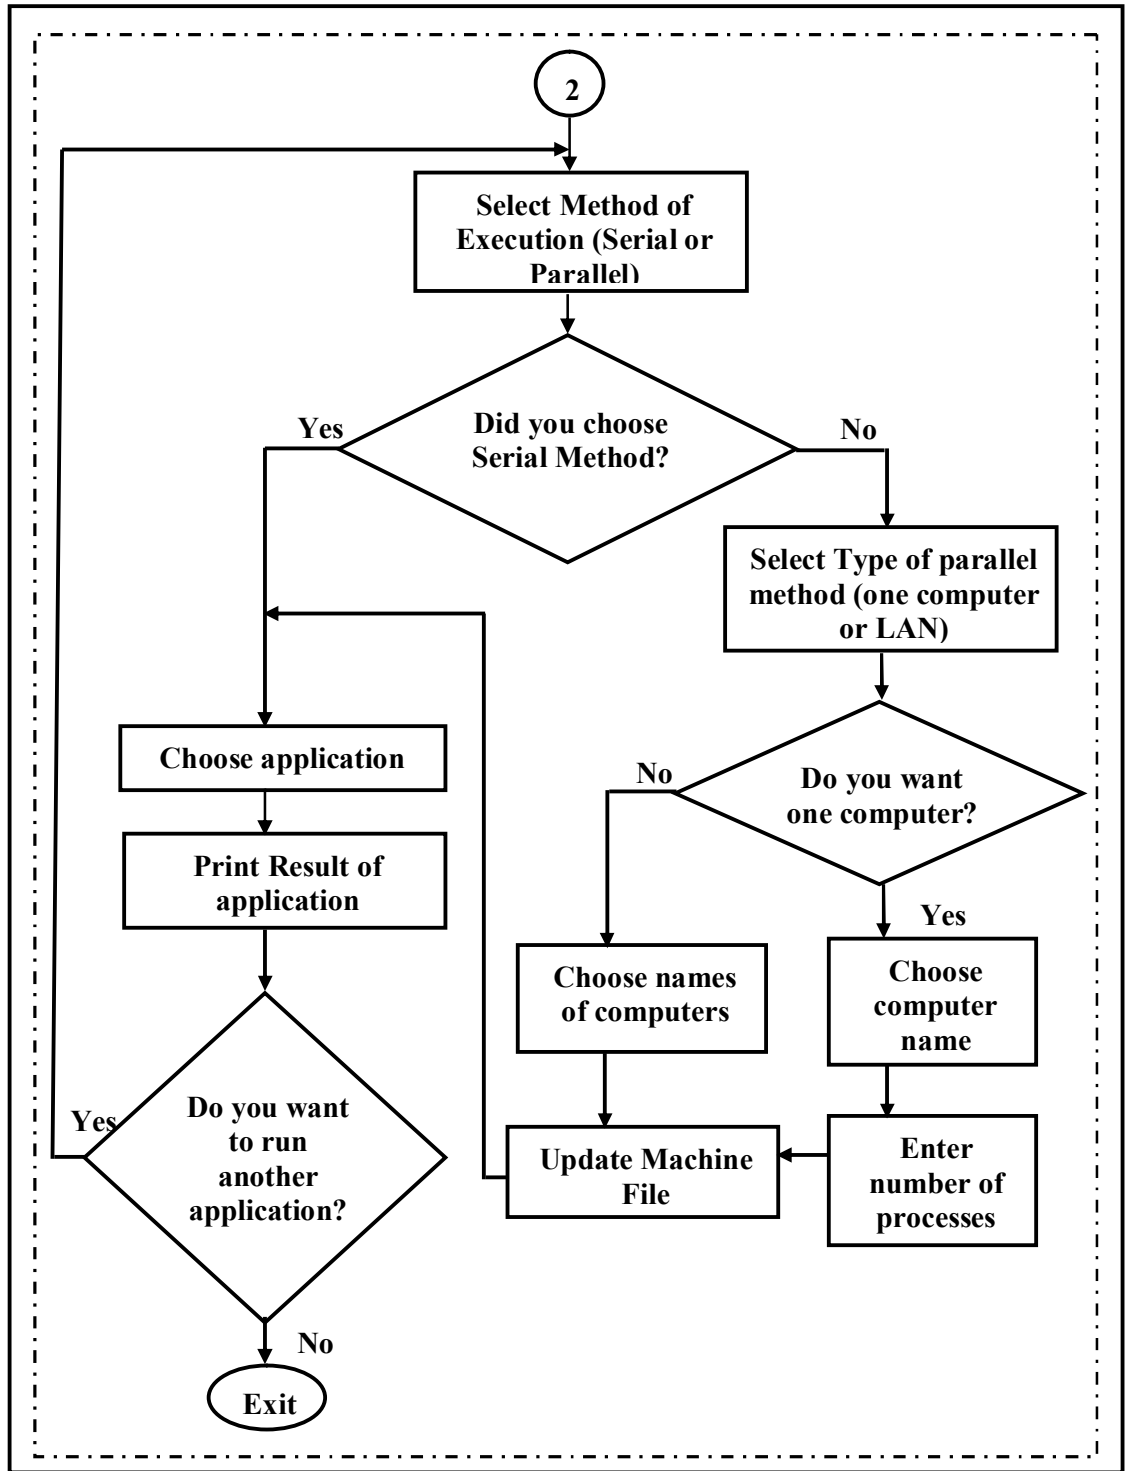 2
Select Method of
Execution (Serial or
Parallel)
Did you choose
Serial Method?
Yes
No
Select Type of parallel
method (one computer
or LAN)
Choose application
Do you want
one computer?
No
Print Result of
application
Yes
Choose names
of computers
Choose
computer
name
Do you want
to run
another
application?
Yes
Update Machine
File
Enter
number of
processes
No
Exit